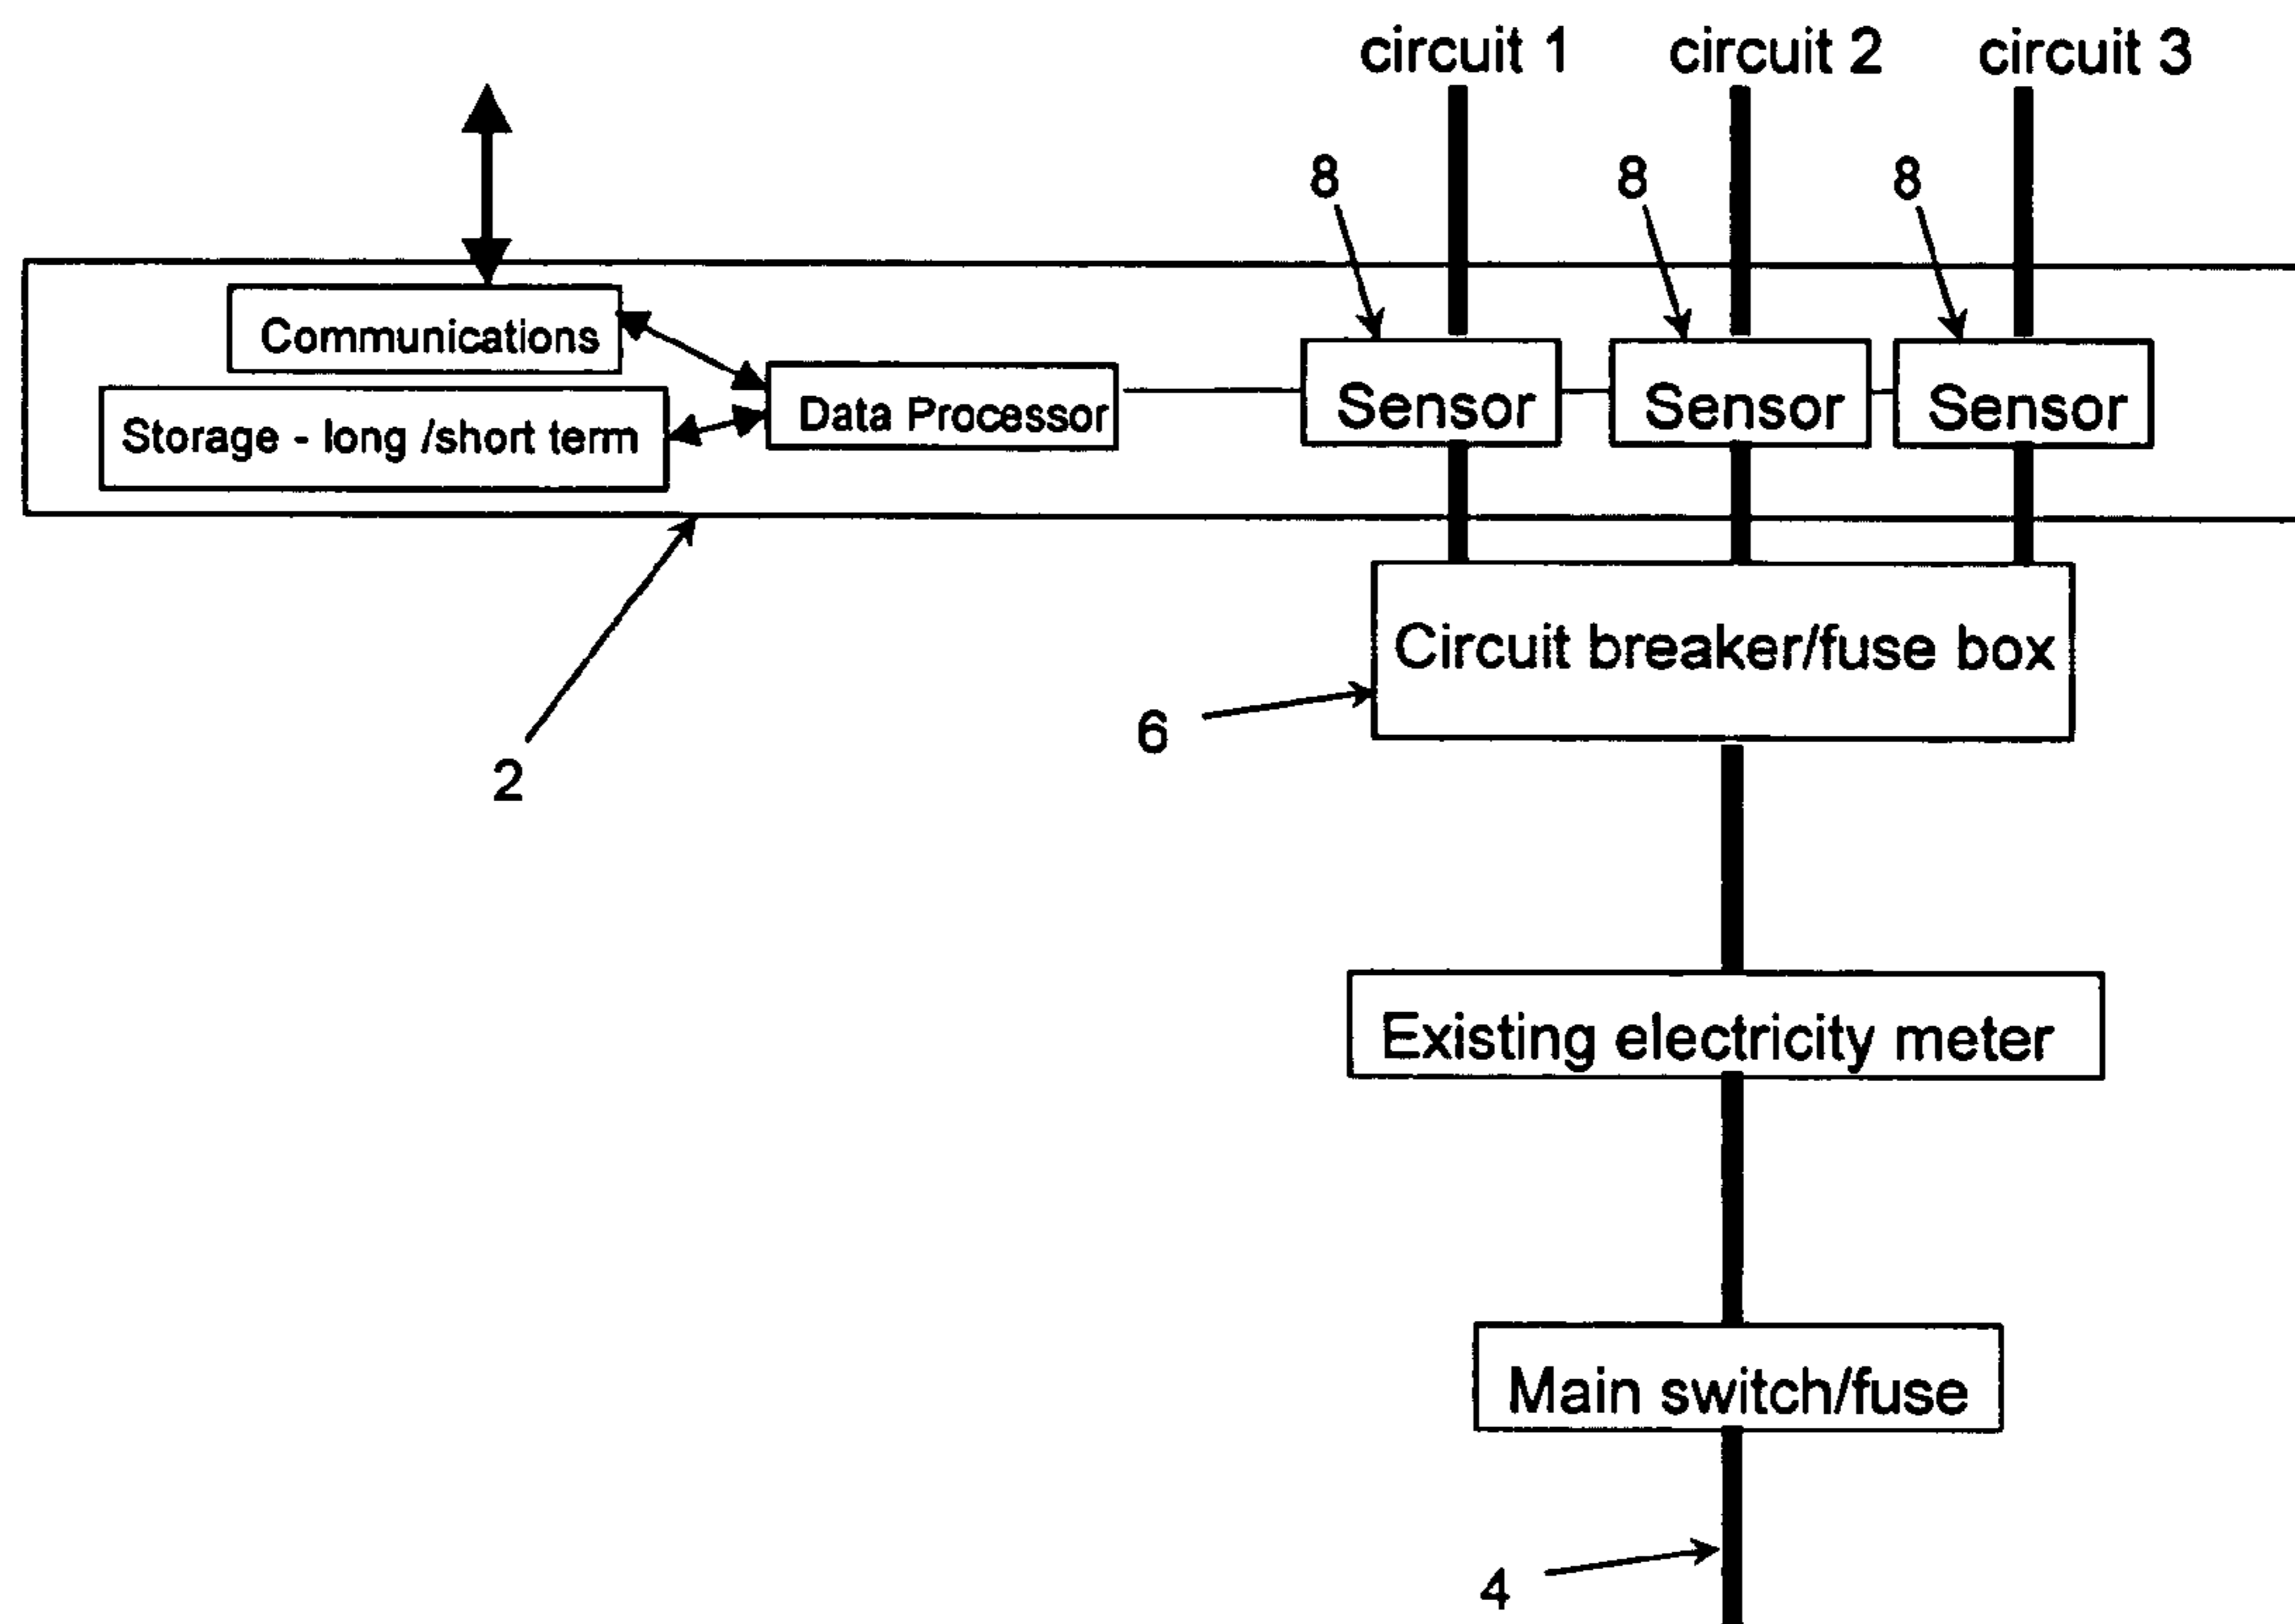 circuit 1 circuit 2 circuit 3
8 8 8
Communications
Storage - long /short term
Data Processor
Sensor Sensor Sensor
Circuit breaker/fuse box
6
2
Existing electricity meter
Main switch/fuse
4